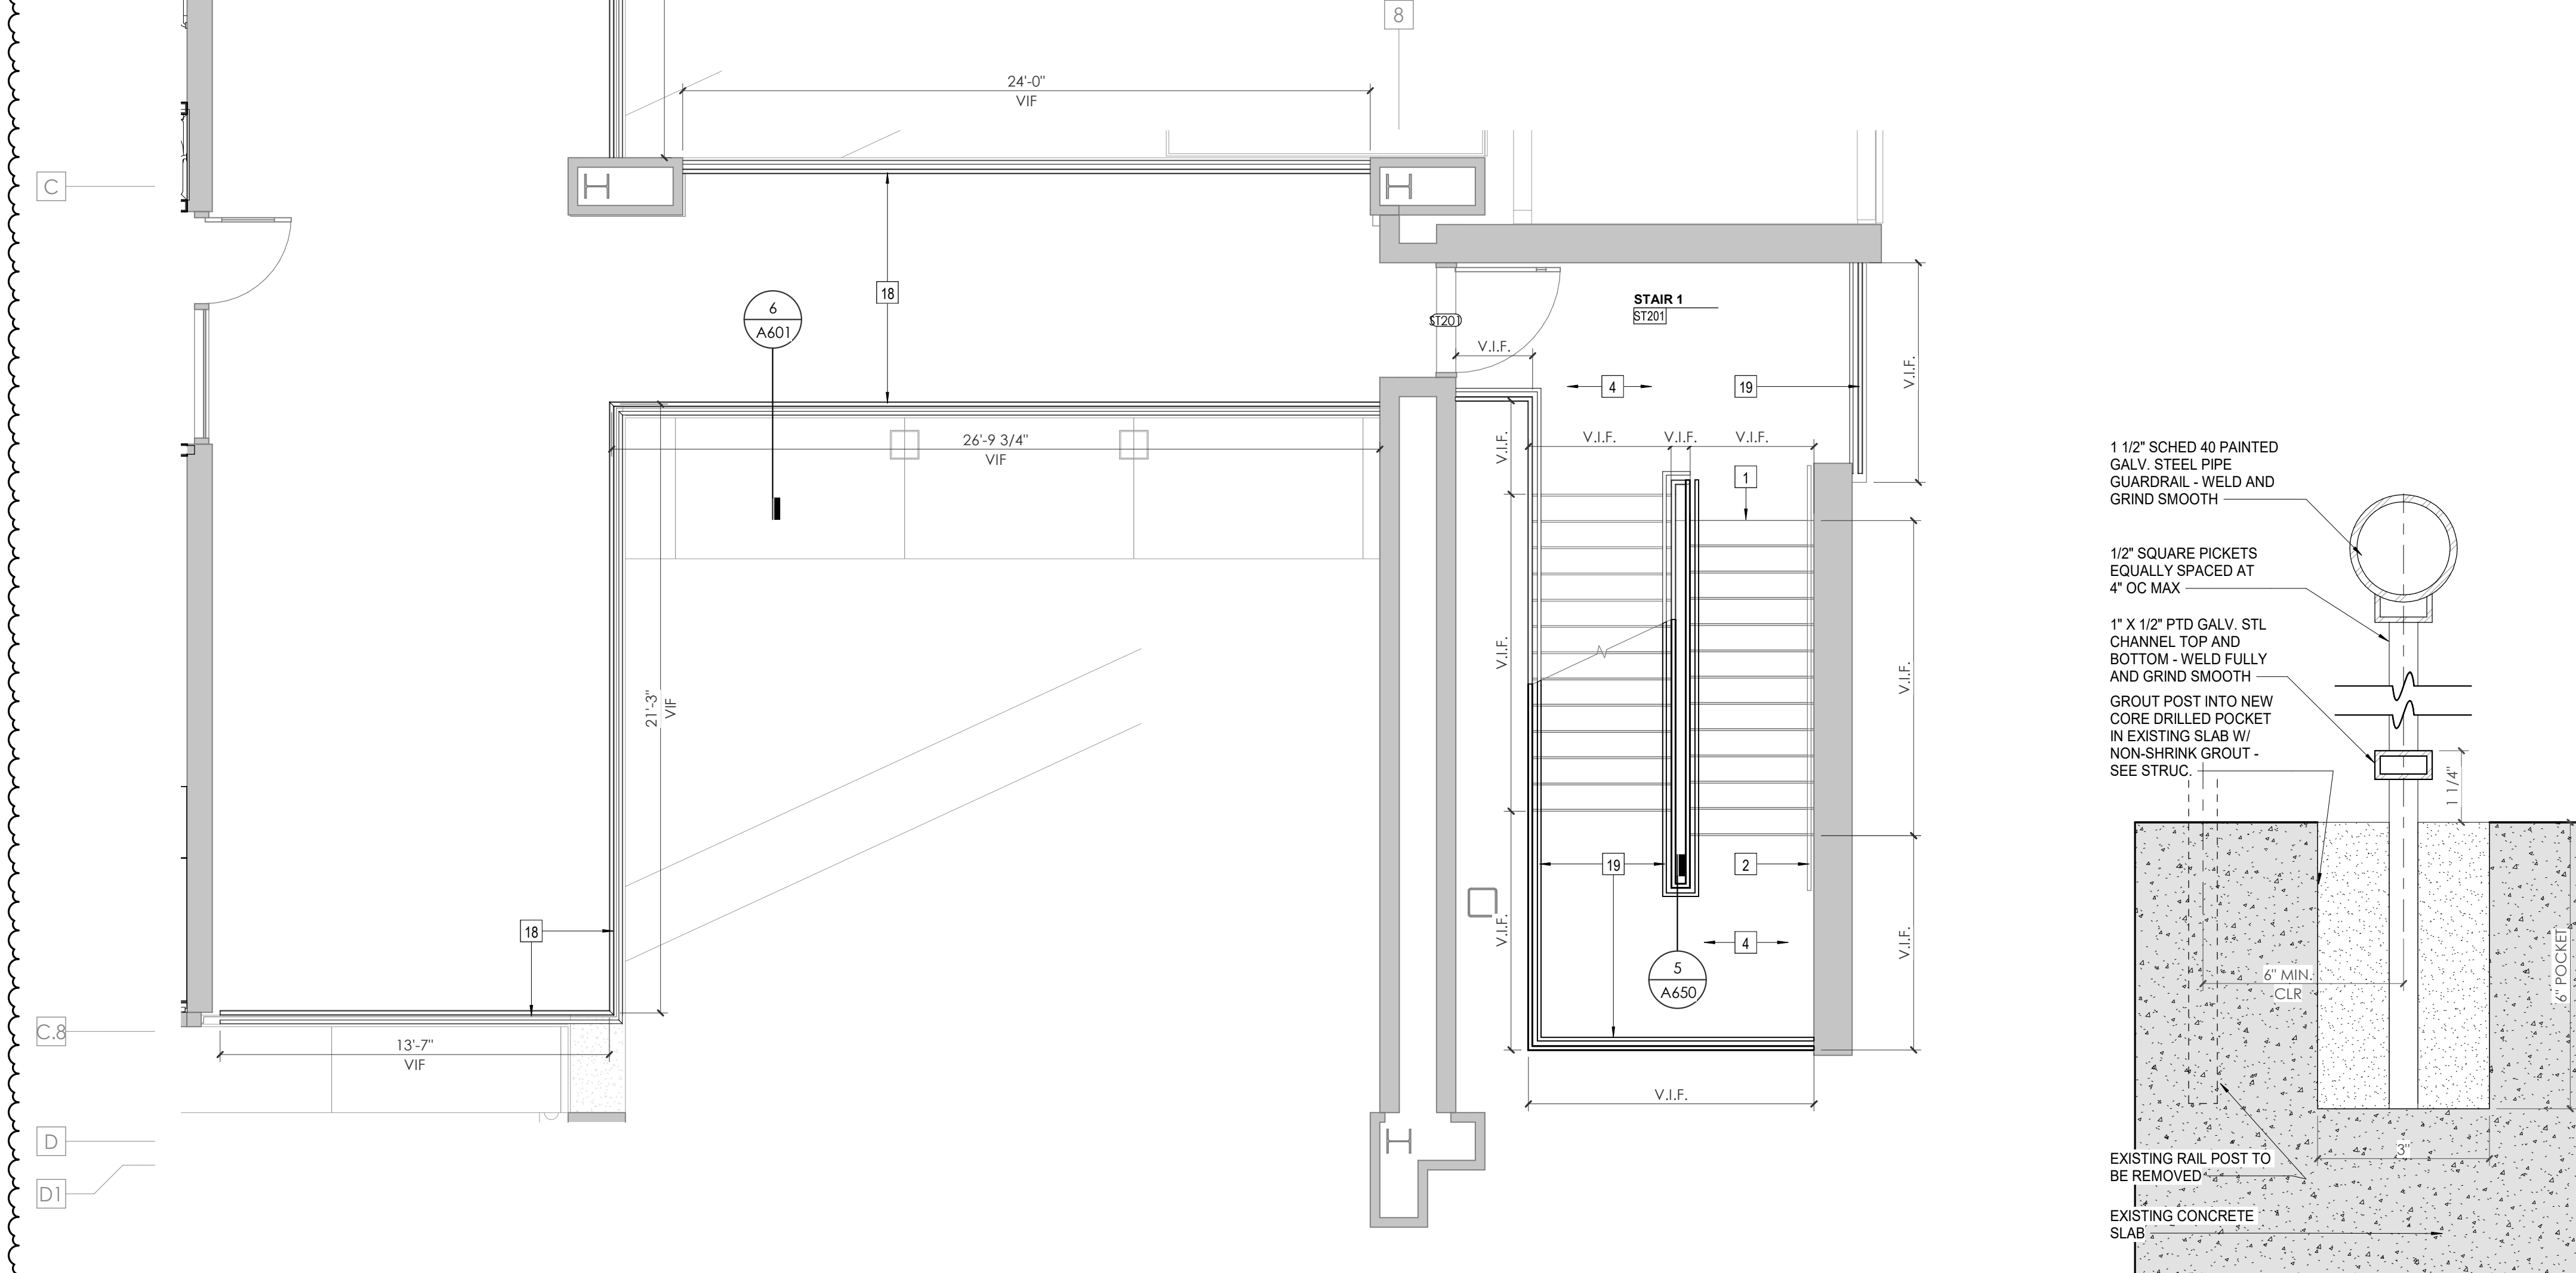 8
24'-0"
VIF
C
H
H
18
6
A601
ST201
STAIR 1
ST201
V.I.F.
4
19
V.I.F.
26'-9 3/4"
VIF
V.I.F.
V.I.F.
V.I.F.
V.I.F.
1
V.I.F.
V.I.F.
21'-3"
VIF
19
2
18
V.I.F.
4
V.I.F.
5
A650
C.8
13'-7"
VIF
V.I.F.
D
H
D1
1 1/2" SCHED 40 PAINTED
GALV. STEEL PIPE
GUARDRAIL - WELD AND
GRIND SMOOTH
1/2" SQUARE PICKETS
EQUALLY SPACED AT
4" OC MAX
1" X 1/2" PTD GALV. STL
CHANNEL TOP AND
BOTTOM - WELD FULLY
AND GRIND SMOOTH
GROUT POST INTO NEW
CORE DRILLED POCKET
IN EXISTING SLAB W/
NON-SHRINK GROUT -
SEE STRUC.
1 1/4"
6" MIN.
CLR
6" POCKET
3"
EXISTING RAIL POST TO
BE REMOVED
EXISTING CONCRETE
SLAB